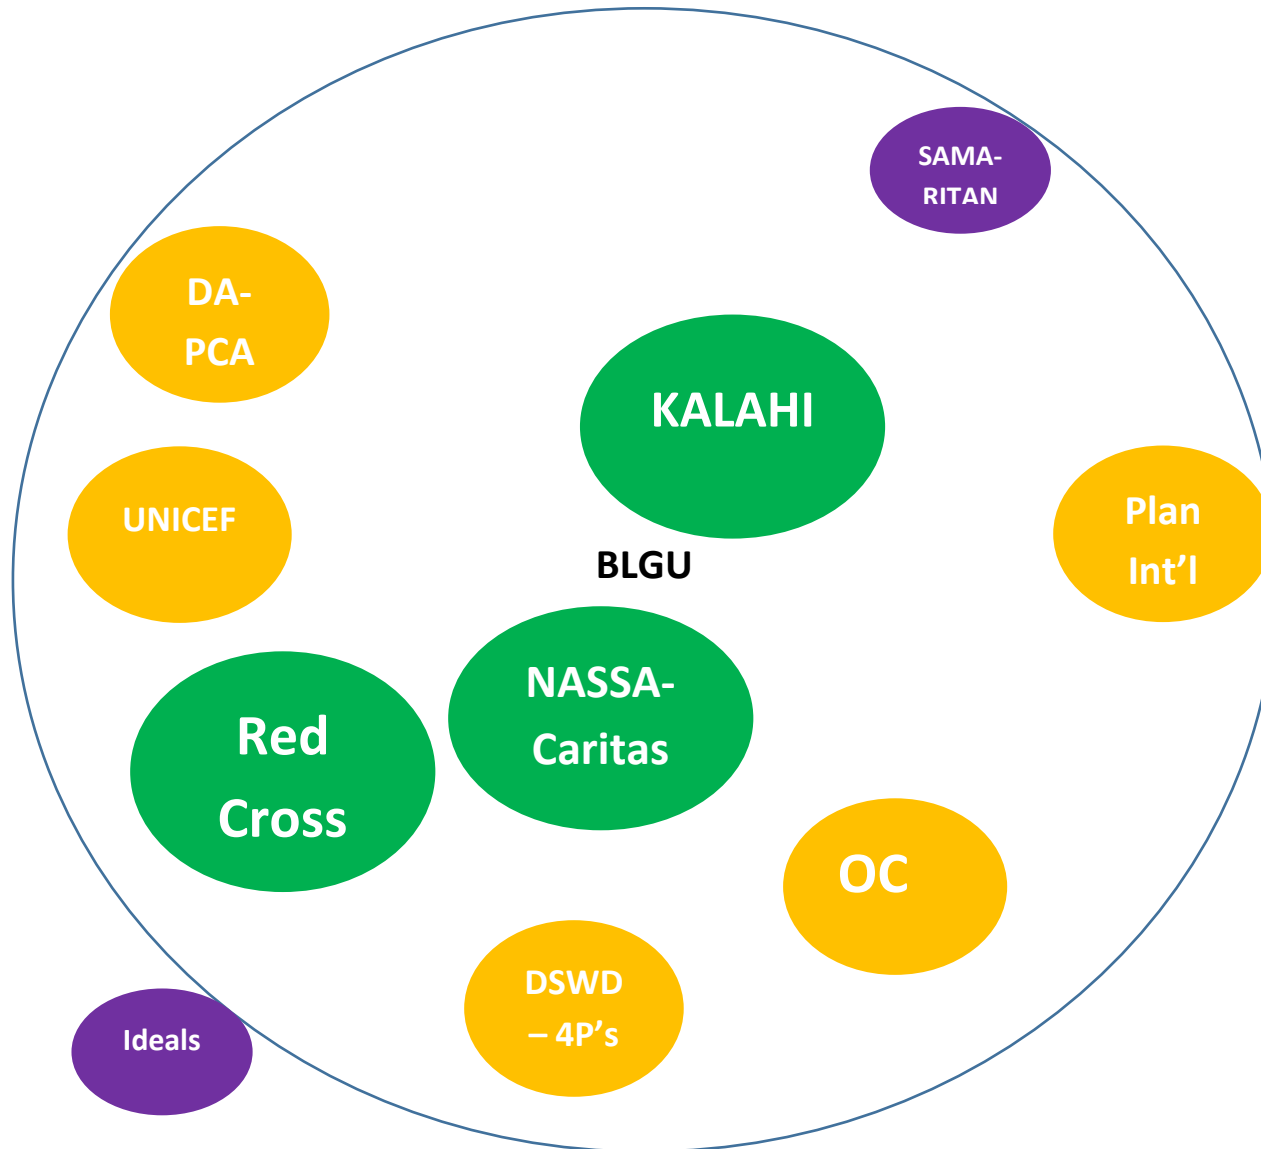 SAMA-
RITAN
DA-
PCA
KALAHI
UNICEF
Plan
Int’l
BLGU
NASSA-
Caritas
Red
Cross
OC
DSWD
– 4P’s
Ideals